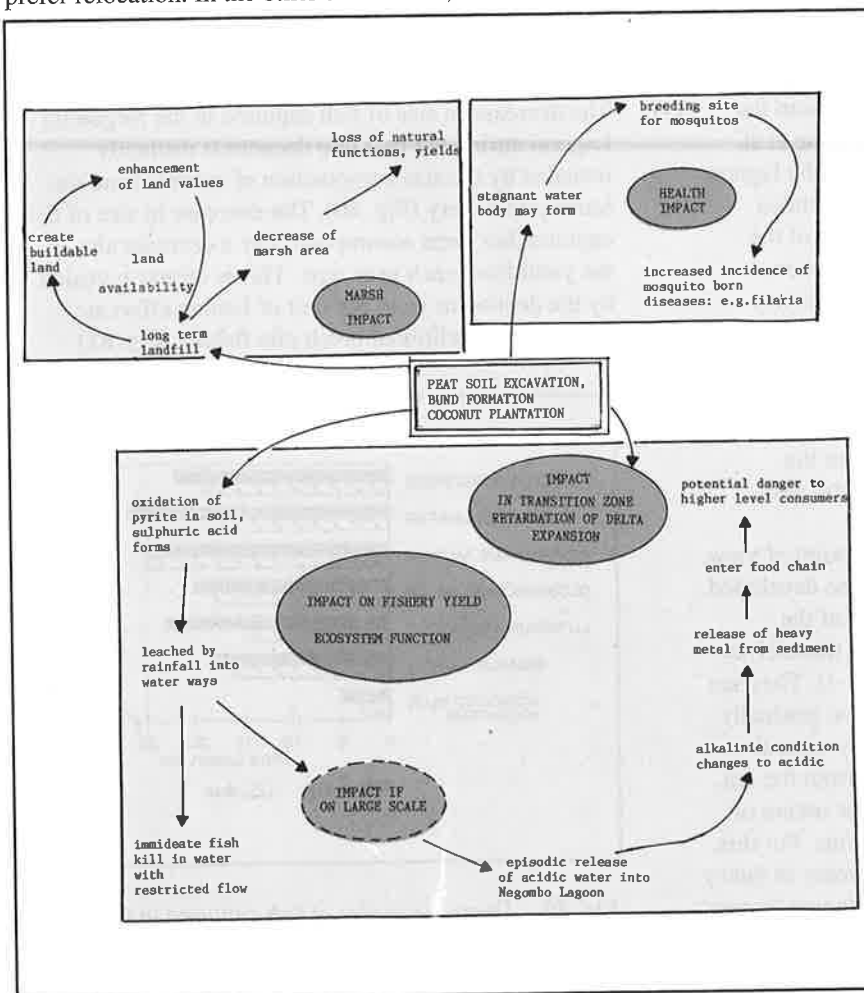 prefer relocation. In the
loss of natural
functions, yields
enhancement
of land values
create
buildable
land
land
availability
decrease of
marsh area
MARSH
IMPACT
long term
landfill
breeding site
for mosquitos
stagnant water
body may form
HEALTH
IMPACT
increased incidence of
mosquito born
diseases: e.g.filaria
PEAT SOIL EXCAVATION,
BUND FORMATION
COCONUT PLANTATION
oxidation of
pyrite in soil,
sulphuric acid
forms
IMPACT
IN TRANSITION ZONE
RETARDATION OF DELTA
EXPANSION
potential danger to
higher level consumers
enter food chain
IMPACT ON FISHERY YIELD
ECOSYSTEM FUNCTION
release of heavy
metal from sediment
leached by
rainfall into
water ways
alkalinie condition
changes to acidic
IMPACT IF
ON LARGE SCALE
immideate fish
kill in water
with
restricted flow
episodic release
of acidic water into
Negombo Lagoon